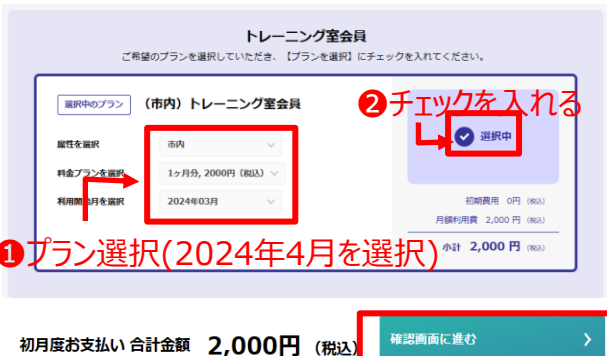 トレーニング室会員
ご希望のプランを選択していただき、【プランを選択】にチェックを入れてください。
選択中のプラン (市内)トレーニング室会員
❷チェックを入れる
選択中
属性を選択 市内
料金プランを選択 1ヶ月分, 2000円(税込)
利用開始月を選択 2024年03月
初期費用 0円(税込)
月額利用費 2,000円(税込)
小計 2,000円(税込)
❶プラン選択(2024年4月を選択)
初月度お支払い合計金額 2,000円(税込)
確認画面に進む